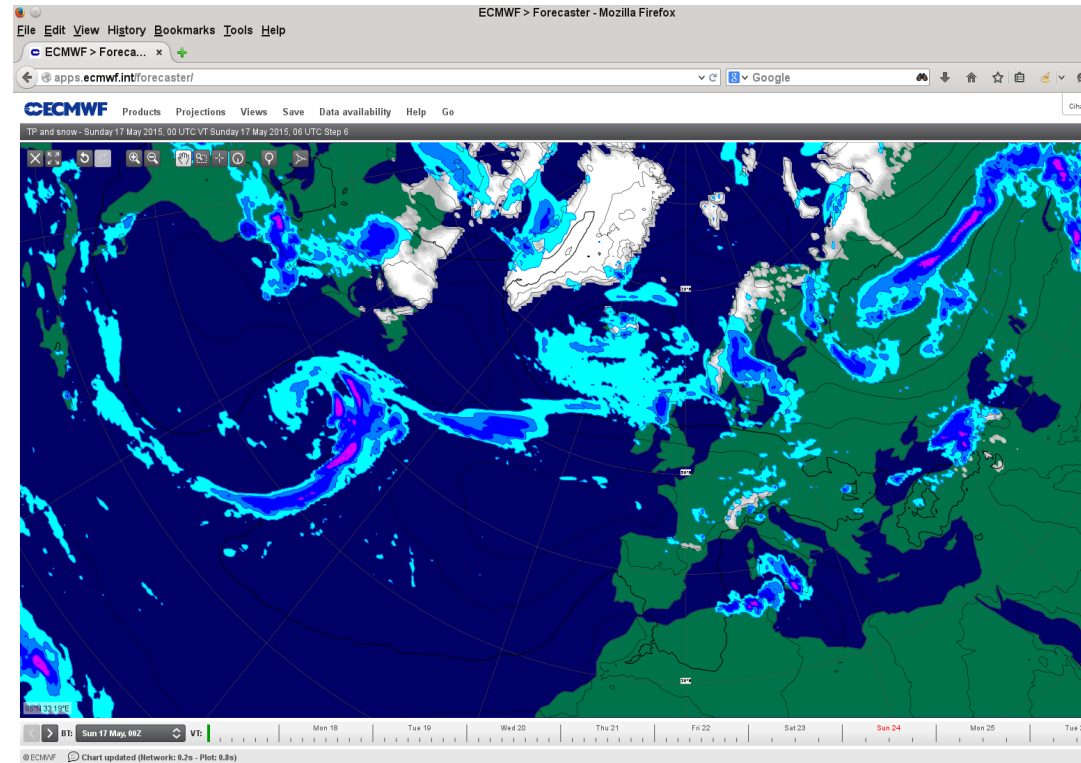 ECMWF > Forecaster - Mozilla Firefox
File Edit View History Bookmarks Tools Help
ECMWF > Foreca... ×
apps.ecmwf.int/forecaster/
Google
ECMWF Products Projections Views Save Data availability Help Go
TP and snow - Sunday 17 May 2015, 00 UTC VT Sunday 17 May 2015, 06 UTC Step 6
BT: Sun 17 May, 00Z VT: Mon 18 Tue 19 Wed 20 Thu 21 Fri 22 Sat 23 Sun 24 Mon 25 Tue
© ECMWF Chart updated (Network: 0.2s - Plot: 0.8s)